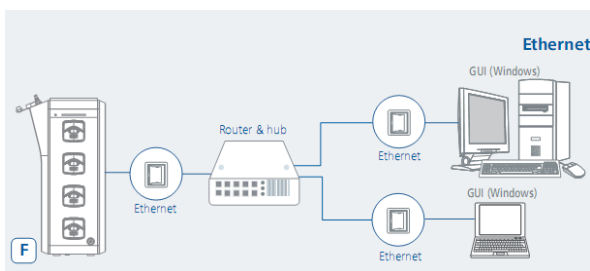 Ethernet
GUI (Windows)
Router & hub
Ethernet
Ethernet
GUI (Windows)
Ethernet
F